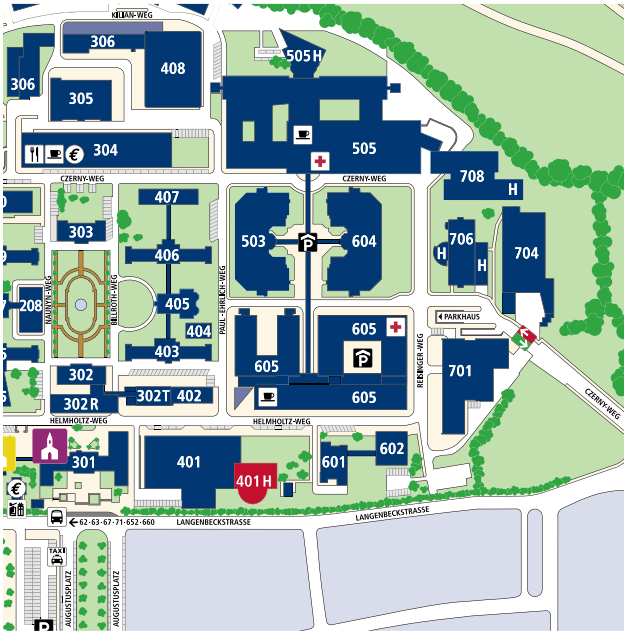 KILIAN-WEG
306
306
408
505 H
305
304
€
505
CZERNY-WEG
CZERNY-WEG
708
H
407
303
503
604
706
H
H
704
406
P
NAUNYN-WEG
BILLROTH-WEG
PAUL-EHRLICH-WEG
208
405
404
403
PARKHAUS
605
P
605
REISINGER-WEG
701
302
302 R
302T
402
605
CZERNY-WEG
HELMHOLTZ-WEG
HELMHOLTZ-WEG
301
401
401 H
601
602
€
62·63·67·71·652·660
LANGENBECKSTRASSE
LANGENBECKSTRASSE
TAXI
AUGUSTUSPLATZ
AUGUSTUSPLATZ
P